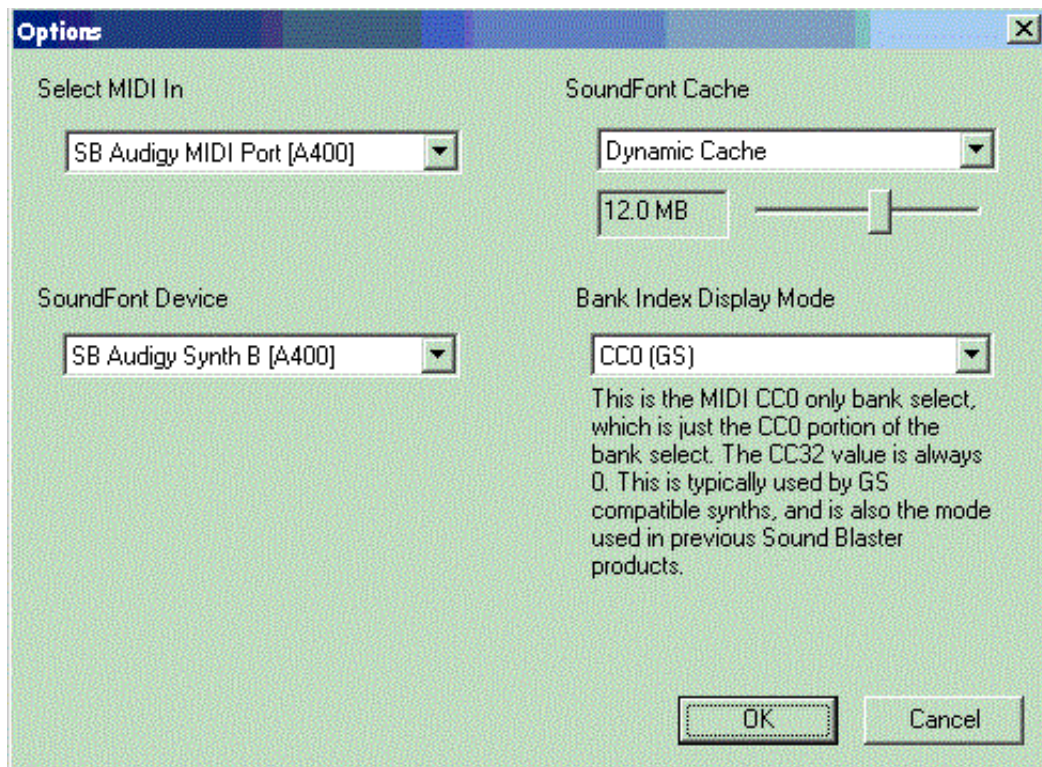 Options
Select MIDI In
SB Audigy MIDI Port [A400]
SoundFont Cache
Dynamic Cache
12.0 MB
SoundFont Device
SB Audigy Synth B [A400]
Bank Index Display Mode
CC0 (GS)
This is the MIDI CC0 only bank select,
which is just the CC0 portion of the
bank select. The CC32 value is always
0. This is typically used by GS
compatible synths, and is also the mode
used in previous Sound Blaster
products.
OK
Cancel